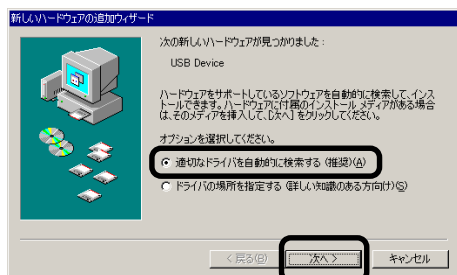 新しいハードウェアの追加ウィザード
次の新しいハードウェアが見つかりました :
USB Device
ハードウェアをサポートしているソフトウェアを自動的に検索して、インス
トールできます。ハードウェアに付属のインストール メディアがある場合
は、そのメディアを挿入して、[次へ] をクリックしてください。
オプションを選択してください。
適切なドライバを自動的に検索する (推奨)(A)
ドライバの場所を指定する (詳しい知識のある方向け)(S)
< 戻る(B) 次へ > キャンセル